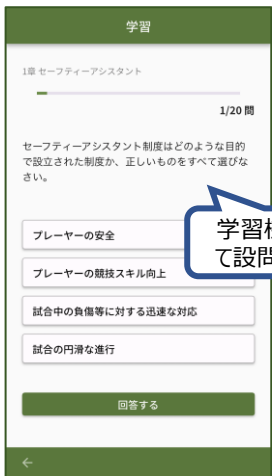 学習
1章 セーフティーアシスタント
1/20 問
セーフティーアシスタント制度はどのような目的
で設立された制度か、正しいものをすべて選びな
さい。
プレーヤーの安全
学習
て設問
プレーヤーの競技スキル向上
試合中の負傷等に対する迅速な対応
試合の円滑な進行
回答する